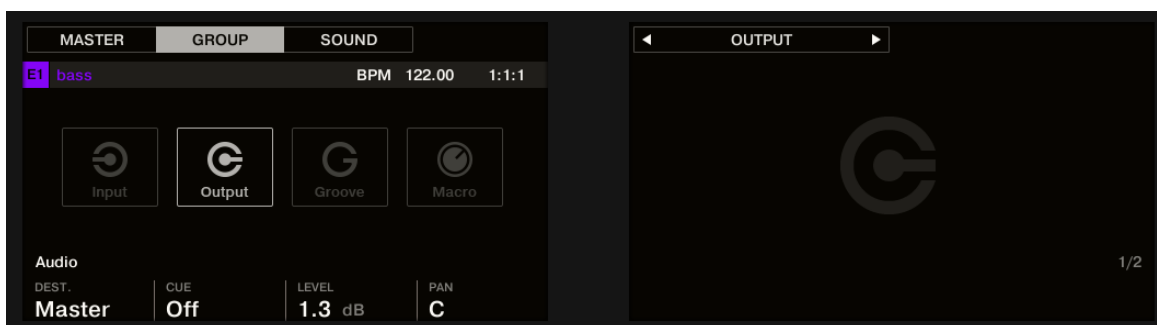 MASTER GROUP SOUND
E1 bass BPM 122.00 1:1:1
Input Output Groove Macro
Audio
DEST. CUE LEVEL PAN
Master Off 1.3 dB C
OUTPUT
1/2